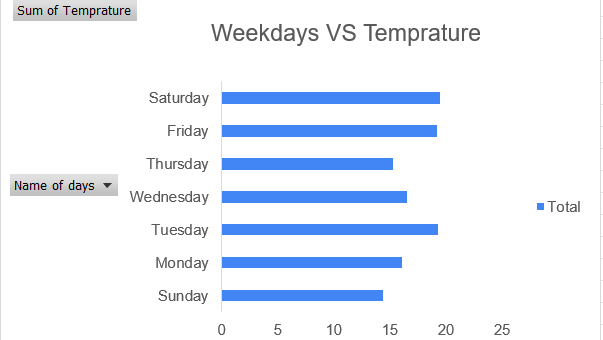 Sum of Temprature
Weekdays VS Temprature
Saturday
Friday
Thursday
Name of days
Wednesday
Total
Tuesday
Monday
Sunday
0 5 10 15 20 25